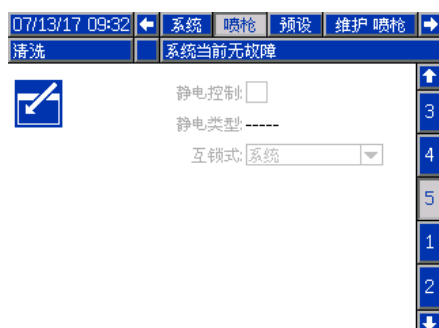 07/13/17 09:32 系统 喷枪 预设 维护 喷枪
清洗 系统当前无故障
静电控制:
静电类型: -----
互锁式: 系统
3
4
5
1
2